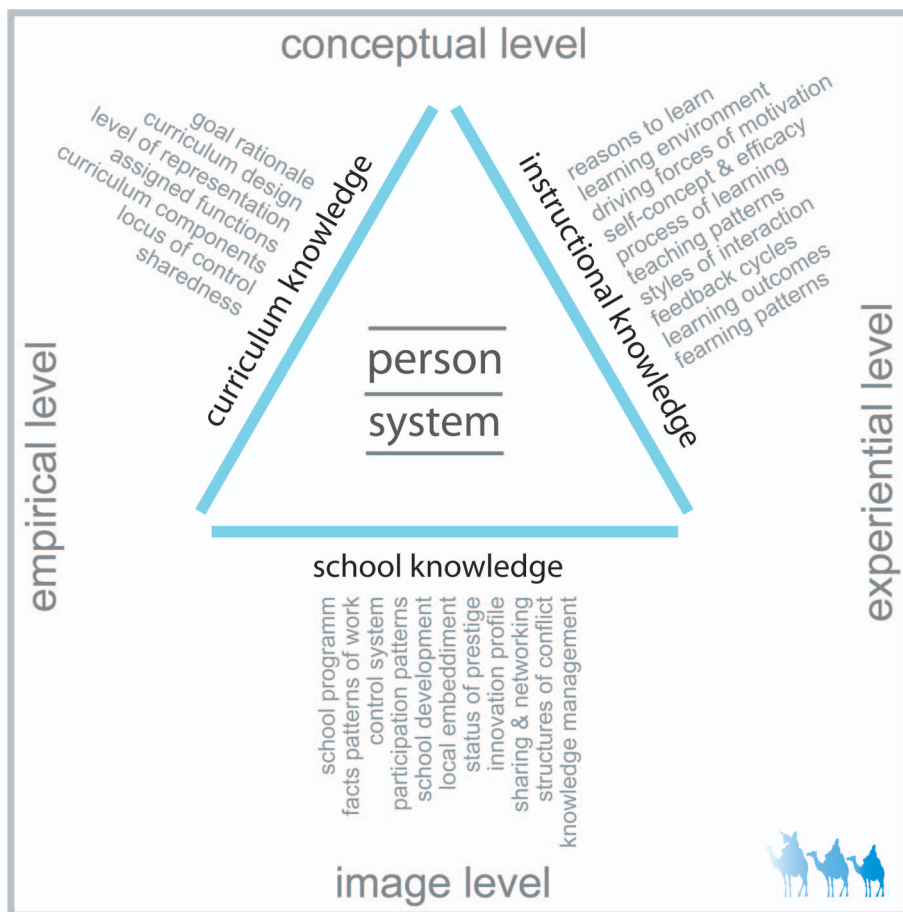 conceptual level
goal rationale
curriculum design
level of representation
assigned functions
curriculum components
locus of control
sharedness
curriculum knowledge
reasons to learn
learning environment
driving forces of motivation
self-concept & efficacy
process of learning
teaching patterns
styles of interaction
feedback cycles
learning outcomes
fearning patterns
instructional knowledge
person
system
empirical level
experiential level
school knowledge
school programm
facts patterns of work
control system
participation patterns
school development
local embeddiment
status of prestige
innovation profile
sharing & networking
structures of conflict
knowledge management
image level